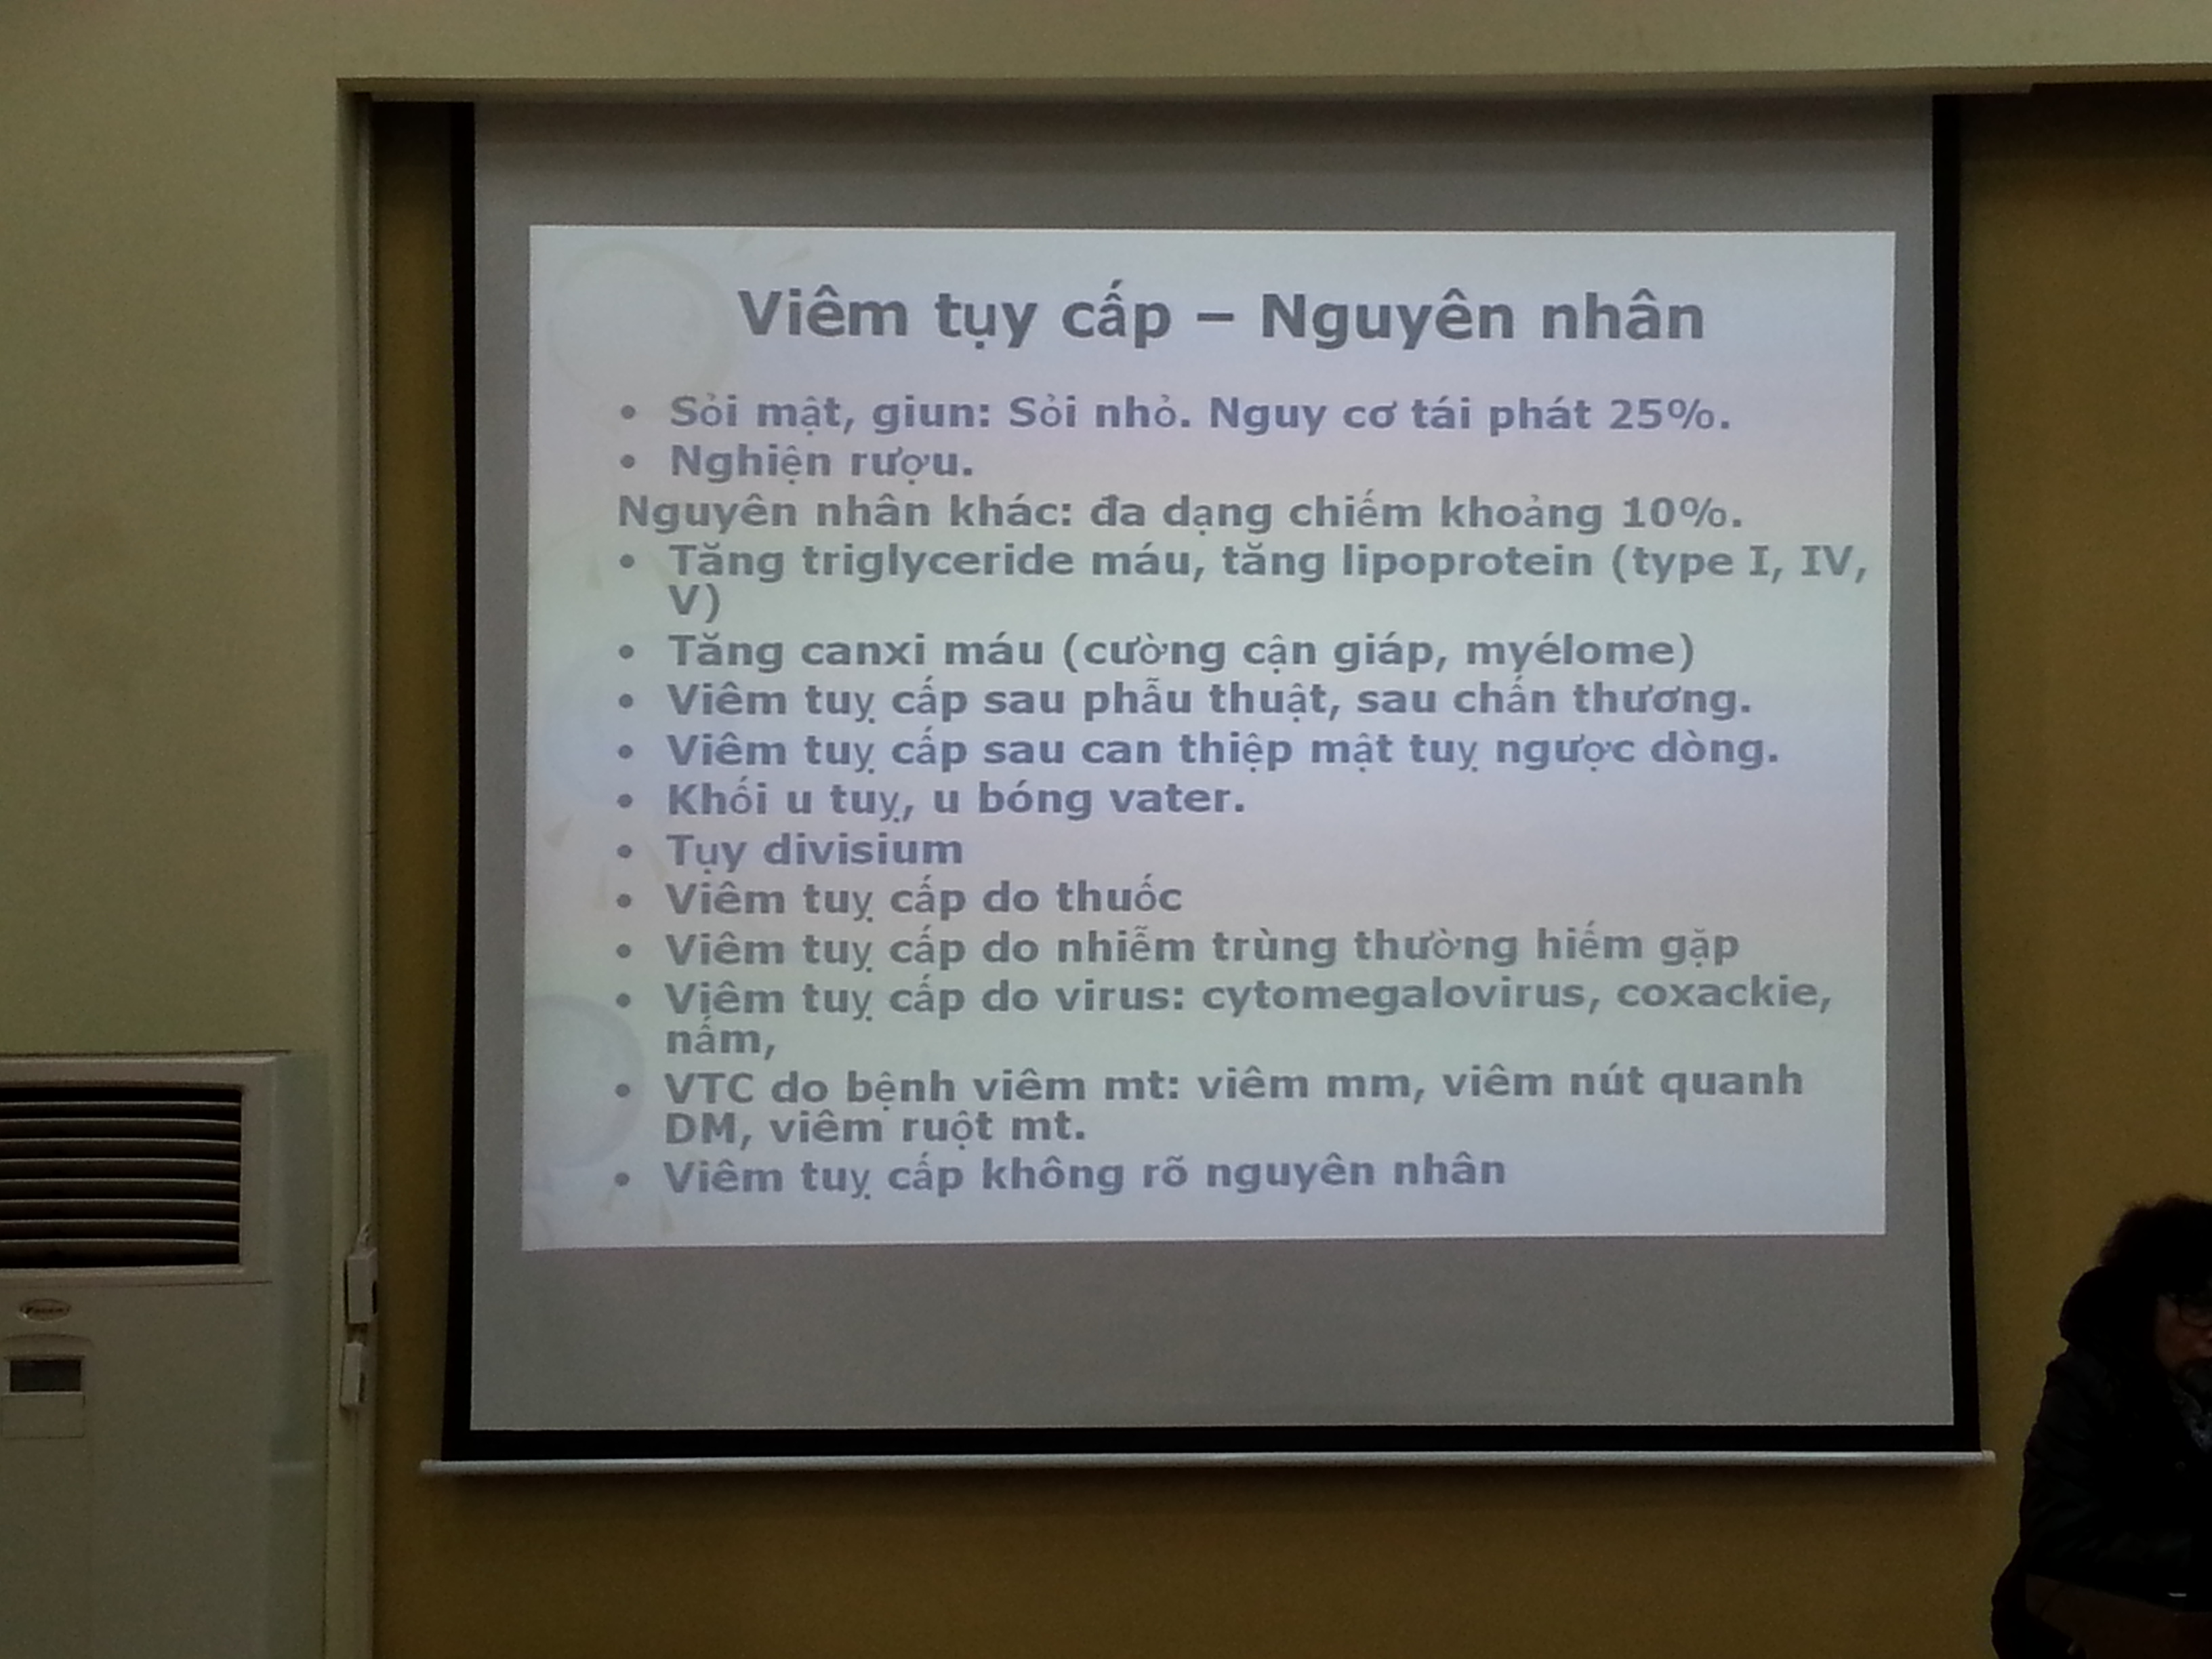 Viêm tụy cấp – Nguyên nhân
• Sỏi mật, giun: Sỏi nhỏ. Nguy cơ tái phát 25%.
• Nghiện rượu.
Nguyên nhân khác: đa dạng chiếm khoảng 10%.
• Tăng triglyceride máu, tăng lipoprotein (type I, IV,
V)
• Tăng canxi máu (cường cận giáp, myélome)
• Viêm tuỵ cấp sau phẫu thuật, sau chấn thương.
• Viêm tuỵ cấp sau can thiệp mật tuỵ ngược dòng.
• Khối u tuỵ, u bóng vater.
• Tụy divisium
• Viêm tuỵ cấp do thuốc
• Viêm tuỵ cấp do nhiễm trùng thường hiếm gặp
• Viêm tuỵ cấp do virus: cytomegalovirus, coxackie,
nấm,
• VTC do bệnh viêm mt: viêm mm, viêm nút quanh
DM, viêm ruột mt.
• Viêm tuỵ cấp không rõ nguyên nhân